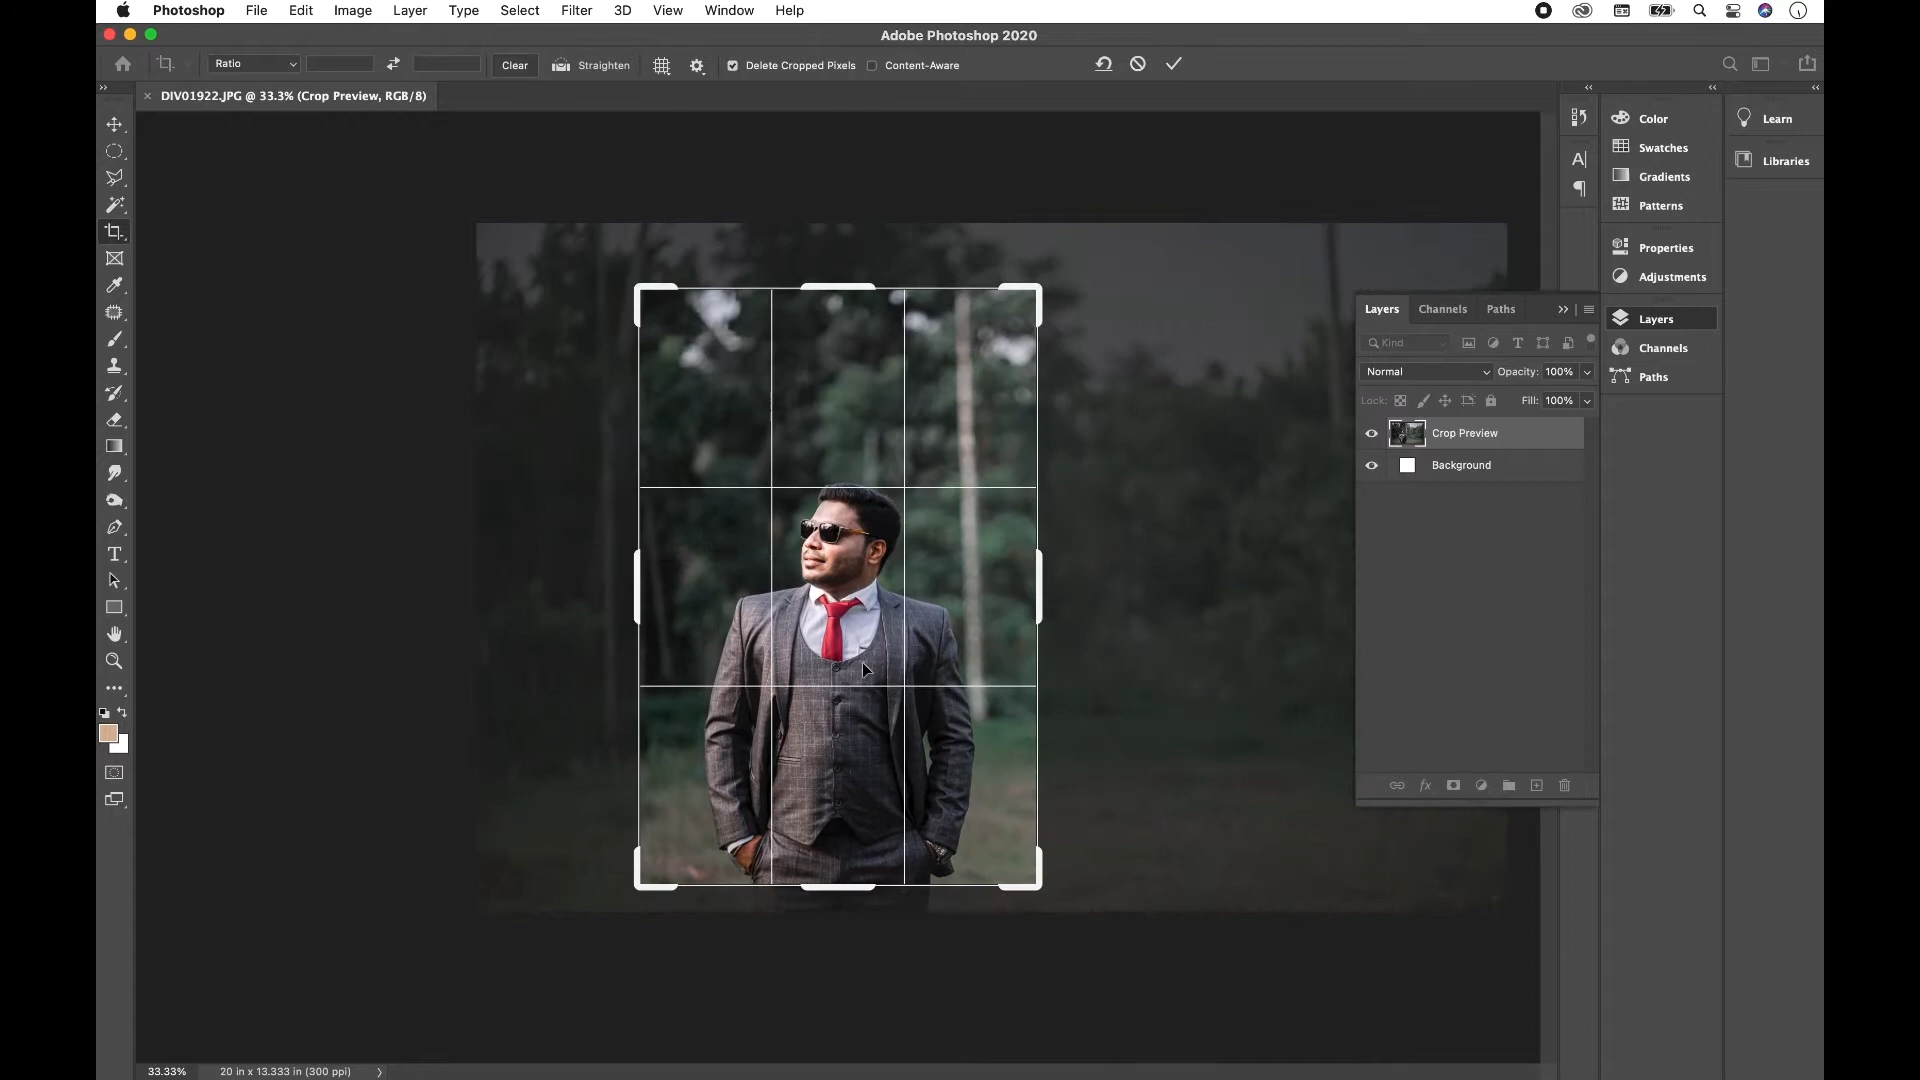 Photoshop File Edit Image Layer Type Select Filter 3D View Window Help
Adobe Photoshop 2020
Ratio Clear Straighten Delete Cropped Pixels Content-Aware
DIV01922.JPG @ 33.3% (Crop Preview, RGB/8)
Color
Swatches
Gradients
Patterns
Properties
Adjustments
Layers
Channels
Paths
Learn
Libraries
Layers Channels Paths
Kind
Normal Opacity: 100%
Lock: Fill: 100%
Crop Preview
Background
33.33% 20 in x 13.333 in (300 ppi)